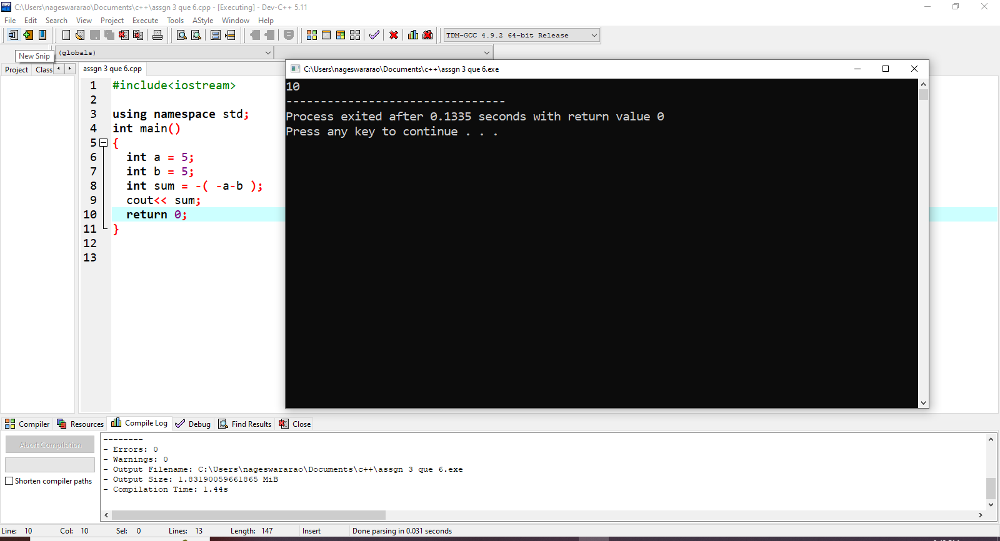 C:\Users\nageswararao\Documents\c++\assgn 3 que 6.cpp - [Executing] - Dev-C++ 5.11
File Edit Search View Project Execute Tools AStyle Window Help
TDM-GCC 4.9.2 64-bit Release
New Snip
(globals)
Project Class
assgn 3 que 6.cpp
1 #include<iostream>
2
3 using namespace std;
4 int main()
5 {
6 int a = 5;
7 int b = 5;
8 int sum = -( -a-b );
9 cout<< sum;
10 return 0;
11 }
12
13
C:\Users\nageswararao\Documents\c++\assgn 3 que 6.exe
10
--------------------------------
Process exited after 0.1335 seconds with return value 0
Press any key to continue . . .
Compiler Resources Compile Log Debug Find Results Close
Abort Compilation
Shorten compiler paths
--------
- Errors: 0
- Warnings: 0
- Output Filename: C:\Users\nageswararao\Documents\c++\assgn 3 que 6.exe
- Output Size: 1.83190059661865 MiB
- Compilation Time: 1.44s
Line: 10 Col: 10 Sel: 0 Lines: 13 Length: 147 Insert Done parsing in 0.031 seconds